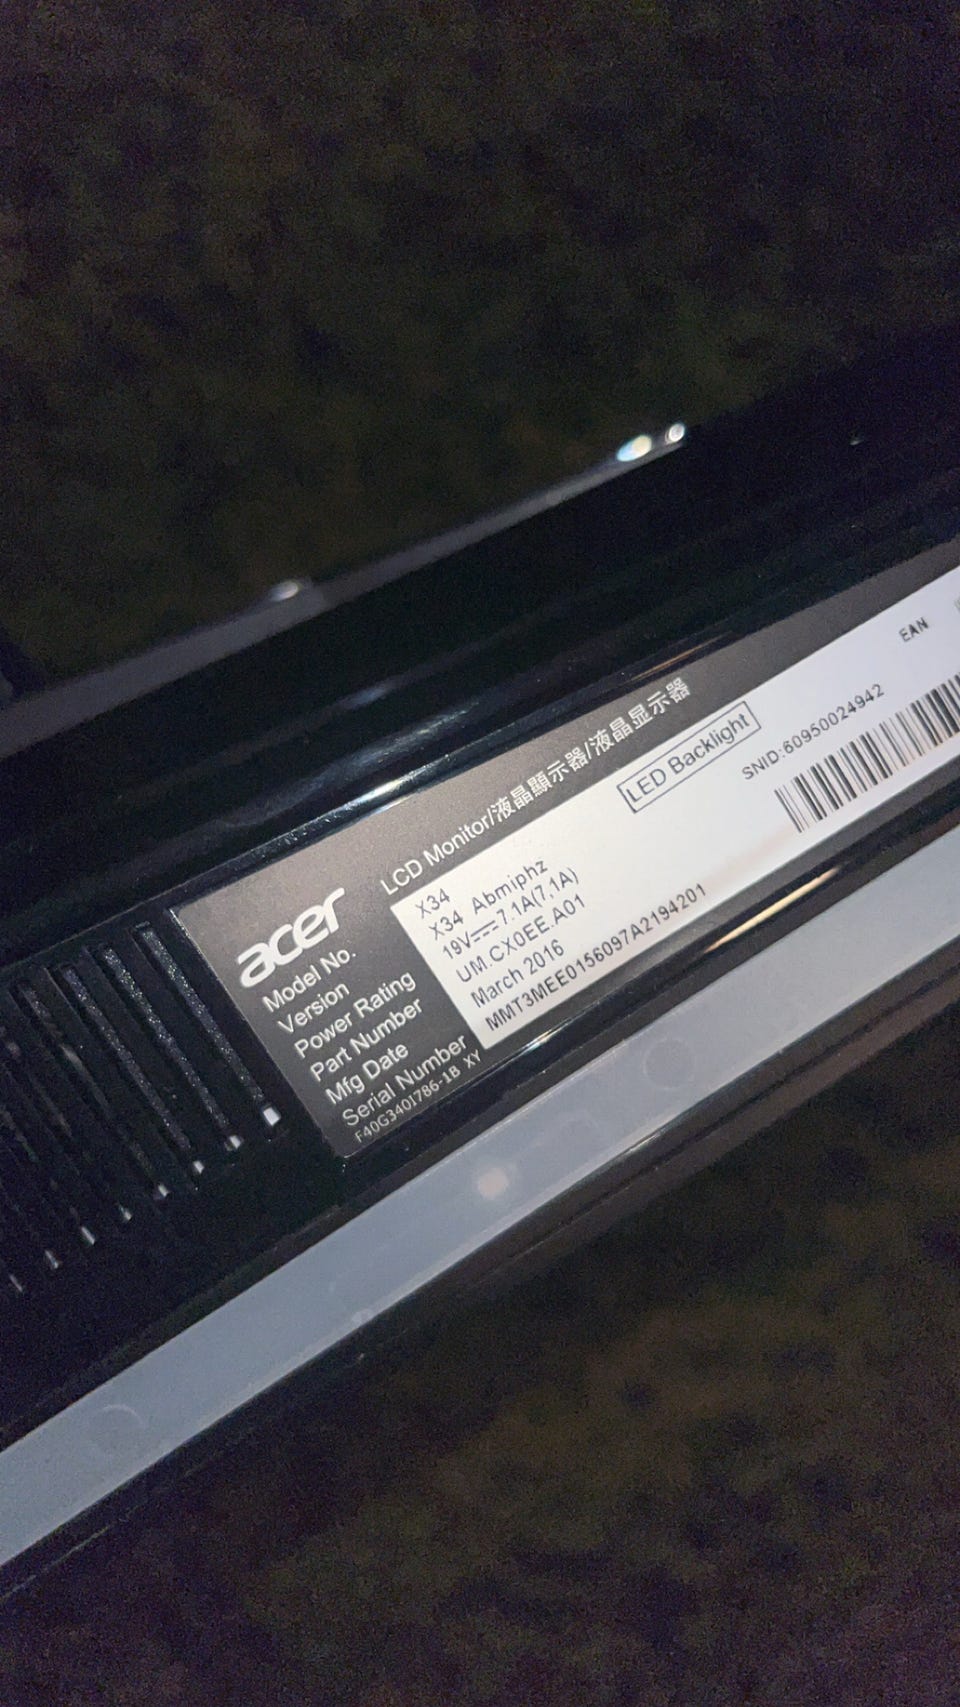 acer
LCD Monitor/液晶顯示器/液晶显示器
Model No. X34
Version X34 Abmiphz
Power Rating 19V⎓7.1A(7,1A)
Part Number UM.CX0EE.A01
Mfg Date March 2016
Serial Number MMT3MEE0156097A2194201
F40G340I786-1B XY
LED Backlight
SNID:60950024942
EAN